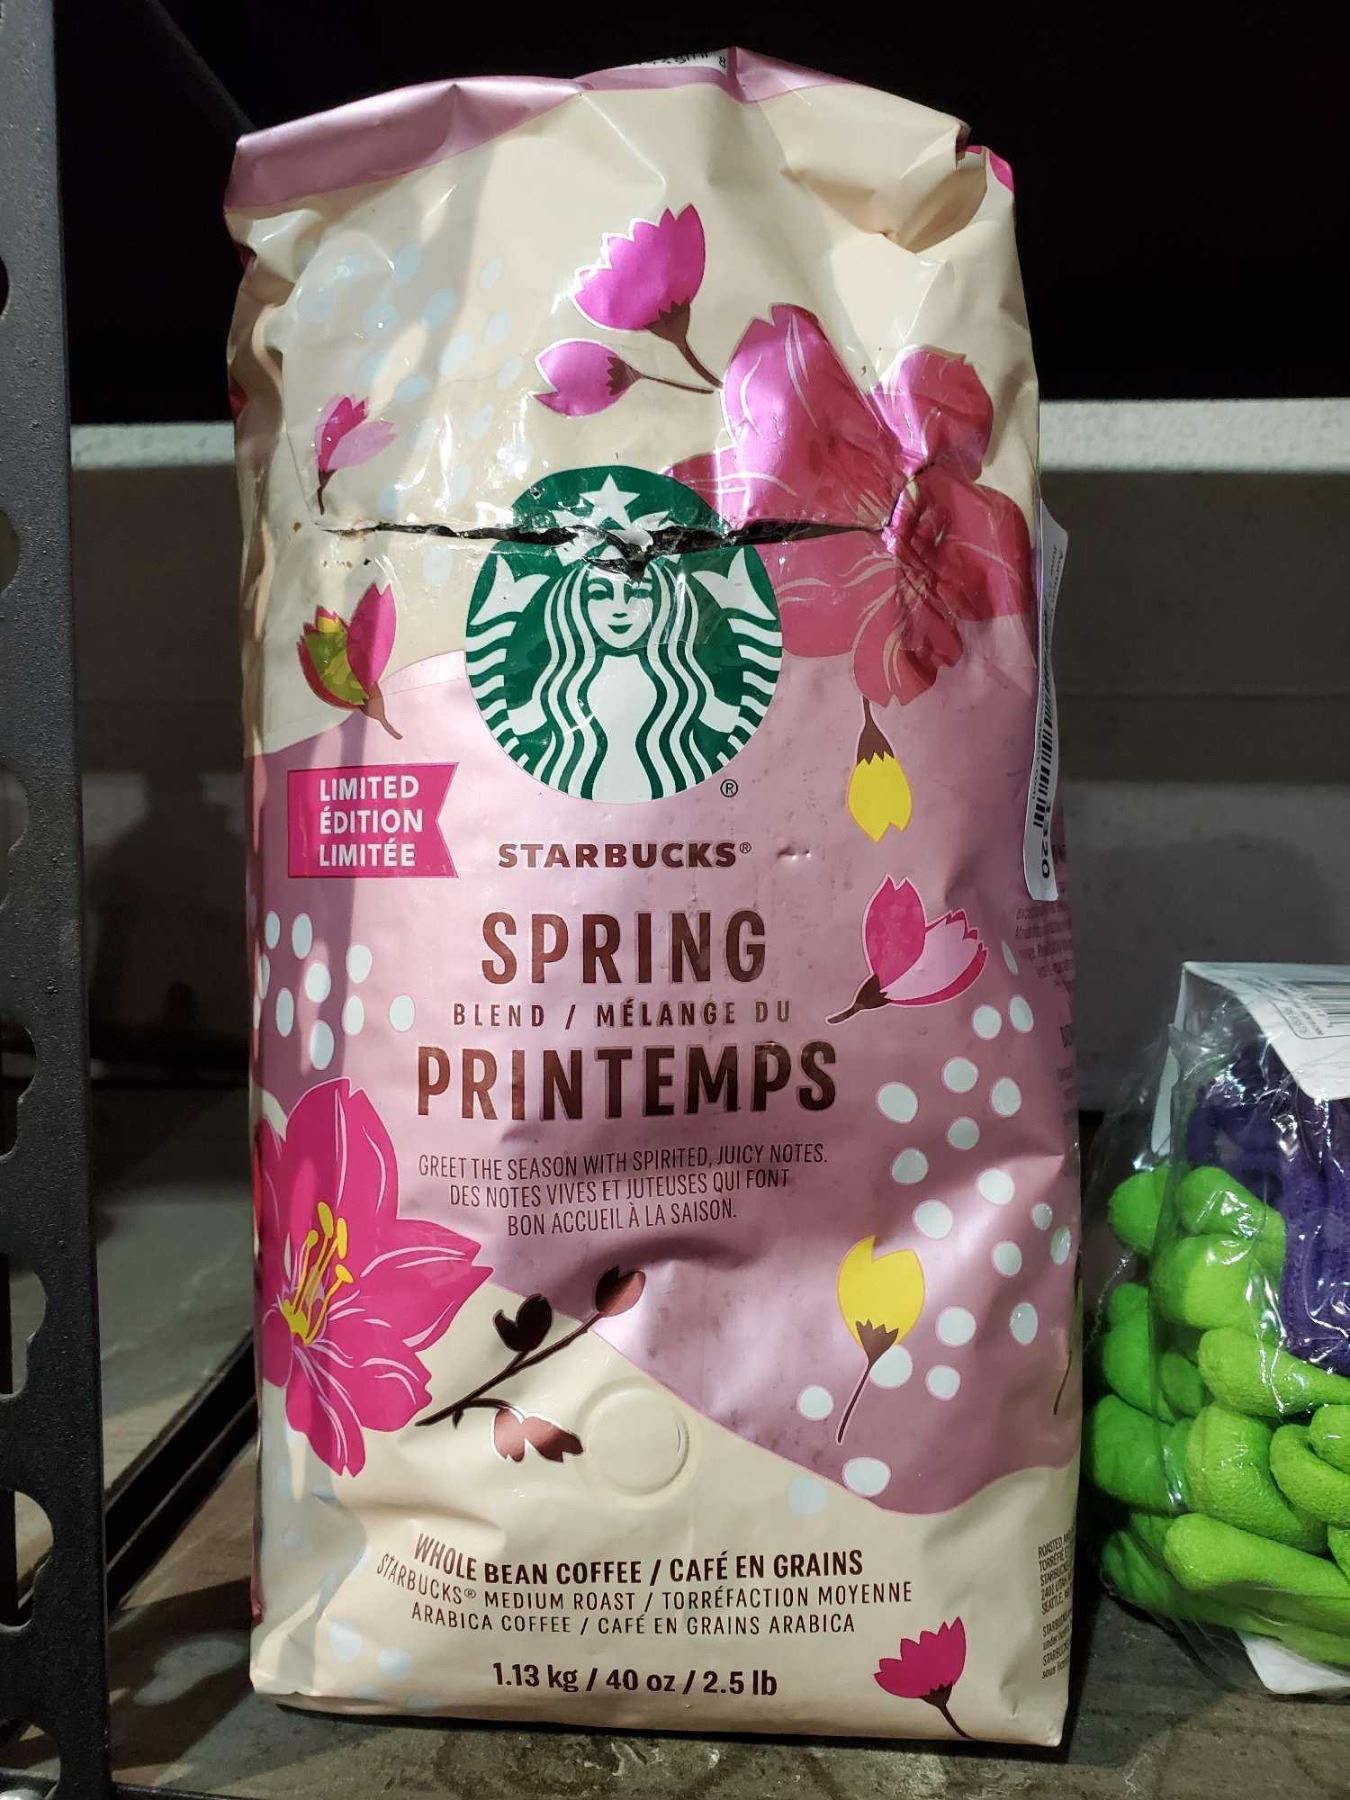 LIMITED
ÉDITION
LIMITÉE
®
STARBUCKS®
SPRING
BLEND / MÉLANGE DU
PRINTEMPS
GREET THE SEASON WITH SPIRITED, JUICY NOTES.
DES NOTES VIVES ET JUTEUSES QUI FONT
BON ACCUEIL À LA SAISON.
WHOLE BEAN COFFEE / CAFÉ EN GRAINS
STARBUCKS® MEDIUM ROAST / TORRÉFACTION MOYENNE
ARABICA COFFEE / CAFÉ EN GRAINS ARABICA
1.13 kg / 40 oz / 2.5 lb